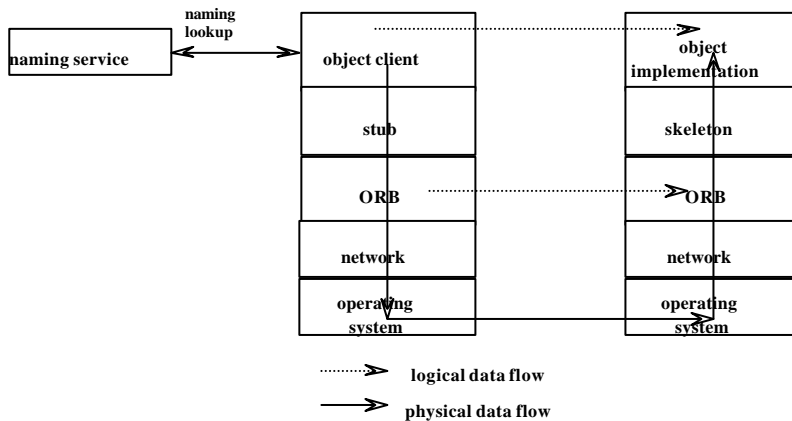 naming
lookup
naming service
object client
object
implementation
stub
skeleton
ORB
ORB
network
network
operating
system
operating
system
logical data flow
physical data flow